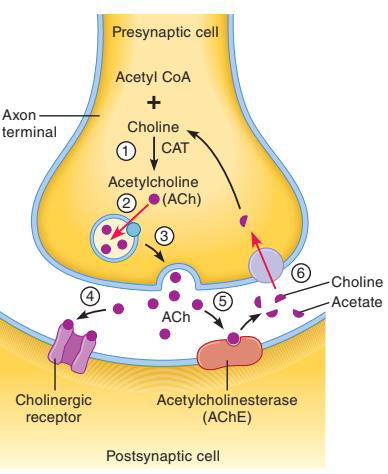 Presynaptic cell
Acetyl CoA
+
Axon
terminal
Choline
1
CAT
Acetylcholine
(ACh)
2
3
4
ACh
5
6
Choline
Acetate
Cholinergic
receptor
Acetylcholinesterase
(AChE)
Postsynaptic cell